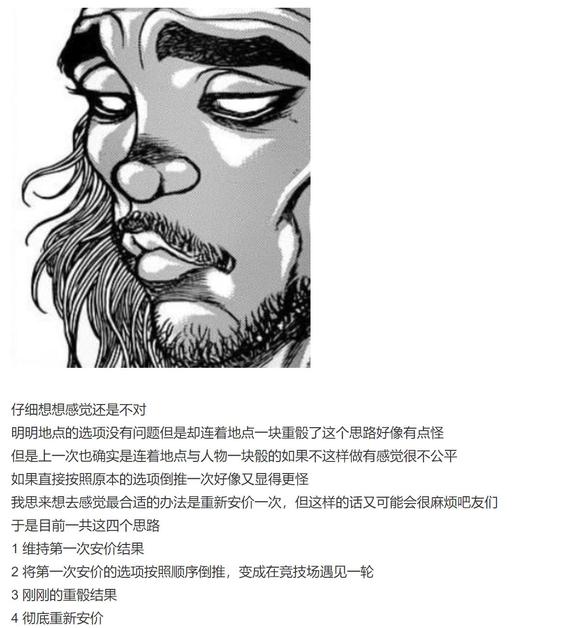 仔细想想感觉还是不对
明明地点的选项没有问题但是却连着地点一块重骰了这个思路好像有点怪
但是上一次也确实是连着地点与人物一块骰的如果不这样做有感觉很不公平
如果直接按照原本的选项倒推一次好像又显得更怪
我思来想去感觉最合适的办法是重新安价一次，但这样的话又可能会很麻烦吧友们
于是目前一共这四个思路
1 维持第一次安价结果
2 将第一次安价的选项按照顺序倒推，变成在竞技场遇见一轮
3 刚刚的重骰结果
4 彻底重新安价